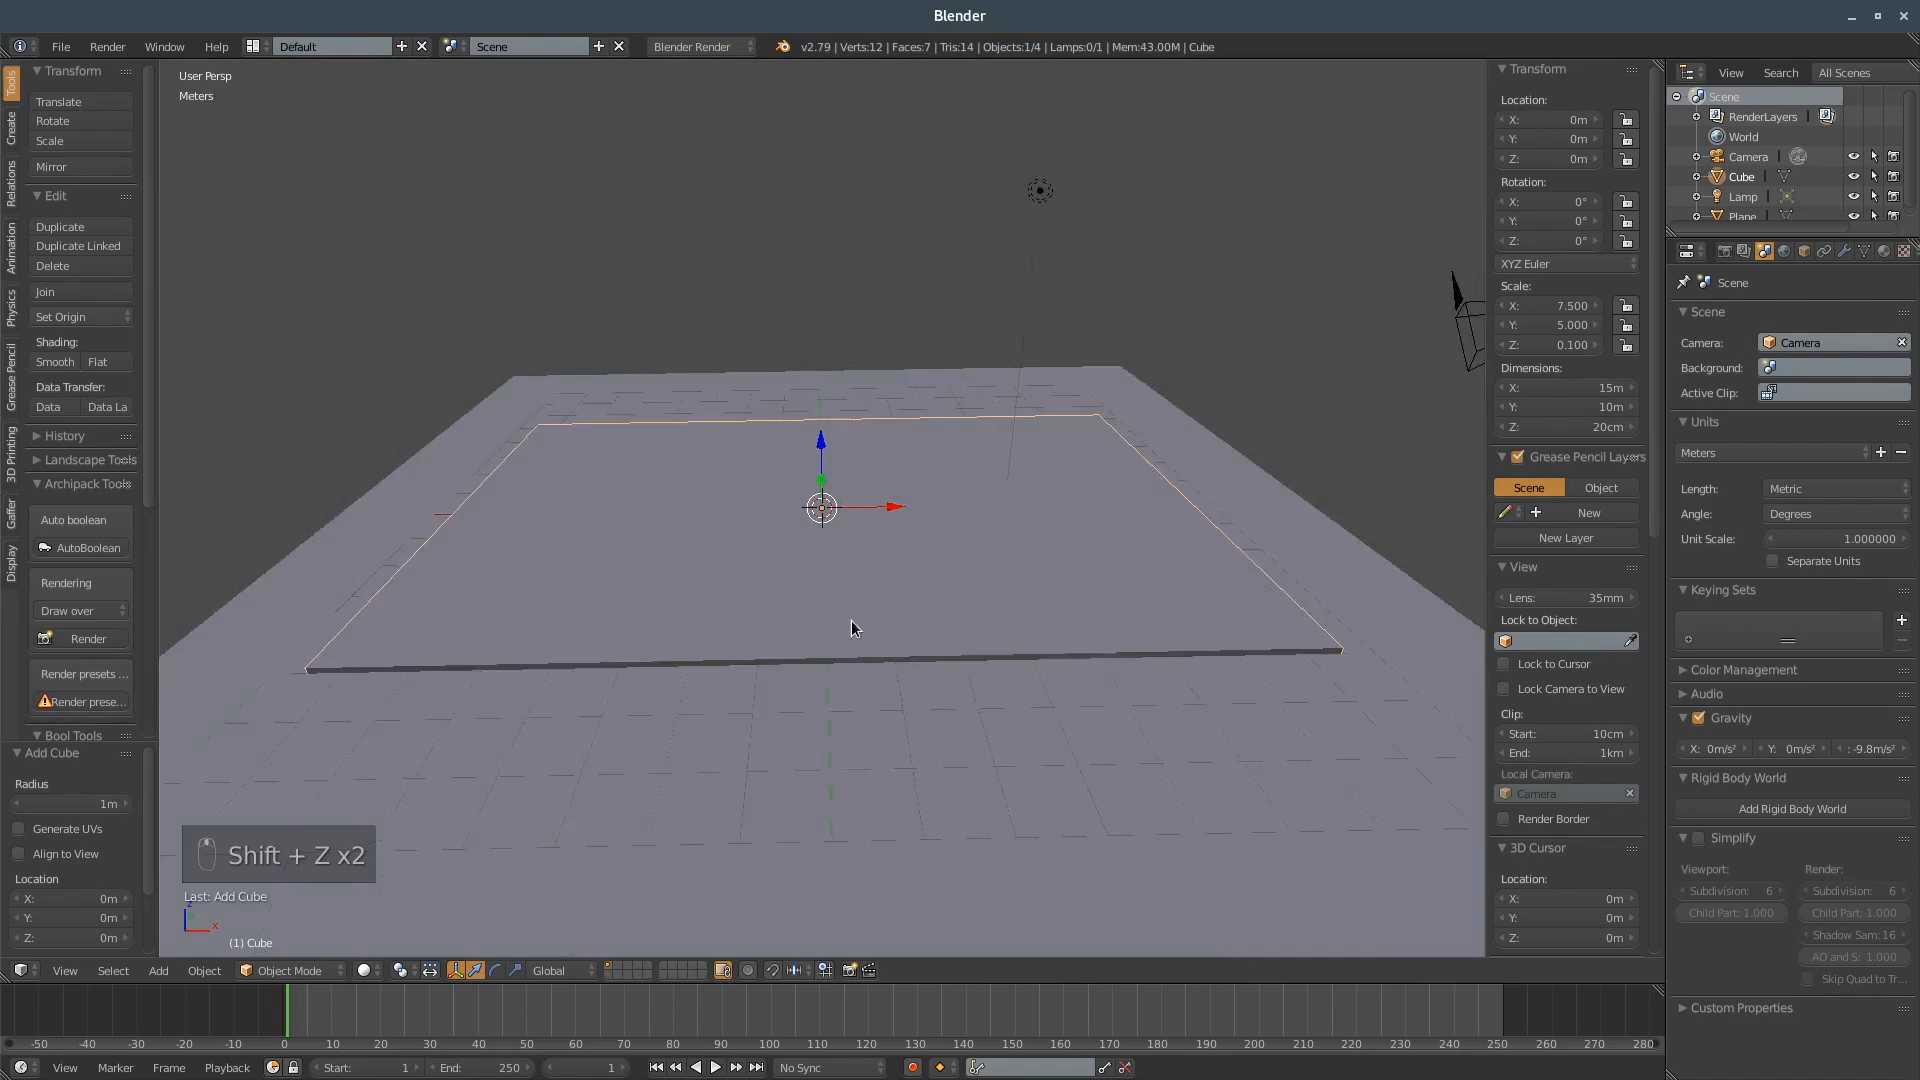 Blender
File Render Window Help Default Scene Blender Render v2.79 | Verts:12 | Faces:7 | Tris:14 | Objects:1/4 | Lamps:0/1 | Mem:43.00M | Cube
Tools
Create
Relations
Animation
Physics
Grease Pencil
3D Printing
Gaffer
Display
Transform
Translate
Rotate
Scale
Mirror
Edit
Duplicate
Duplicate Linked
Delete
Join
Set Origin
Shading:
Smooth Flat
Data Transfer:
Data Data La
History
Landscape Tools
Archipack Tools
Auto boolean
AutoBoolean
Rendering
Draw over
Render
Render presets ...
Render prese...
Bool Tools
Add Cube
Radius
1m
Generate UVs
Align to View
Location
X: 0m
Y: 0m
Z: 0m
User Persp
Meters
Shift + Z x2
Last: Add Cube
z
x
(1) Cube
Transform
Location:
X: 0m
Y: 0m
Z: 0m
Rotation:
X: 0°
Y: 0°
Z: 0°
XYZ Euler
Scale:
X: 7.500
Y: 5.000
Z: 0.100
Dimensions:
X: 15m
Y: 10m
Z: 20cm
Grease Pencil Layers
Scene Object
New
New Layer
View
Lens: 35mm
Lock to Object:
Lock to Cursor
Lock Camera to View
Clip:
Start: 10cm
End: 1km
Local Camera:
Camera
Render Border
3D Cursor
Location:
X: 0m
Y: 0m
Z: 0m
View Search All Scenes
Scene
RenderLayers
World
Camera
Cube
Lamp
Plane
Scene
Scene
Camera: Camera
Background:
Active Clip:
Units
Meters
Length: Metric
Angle: Degrees
Unit Scale: 1.000000
Separate Units
Keying Sets
Color Management
Audio
Gravity
X: 0m/s² Y: 0m/s² : -9.8m/s²
Rigid Body World
Add Rigid Body World
Simplify
Viewport: Render:
Subdivision: 6 Subdivision: 6
Child Part: 1.000 Child Part: 1.000
Shadow Sam: 16
AO and S: 1.000
Skip Quad to Tr...
Custom Properties
View Select Add Object Object Mode Global
-50 -40 -30 -20 -10 0 10 20 30 40 50 60 70 80 90 100 110 120 130 140 150 160 170 180 190 200 210 220 230 240 250 260 270 280
View Marker Frame Playback Start: 1 End: 250 1 No Sync